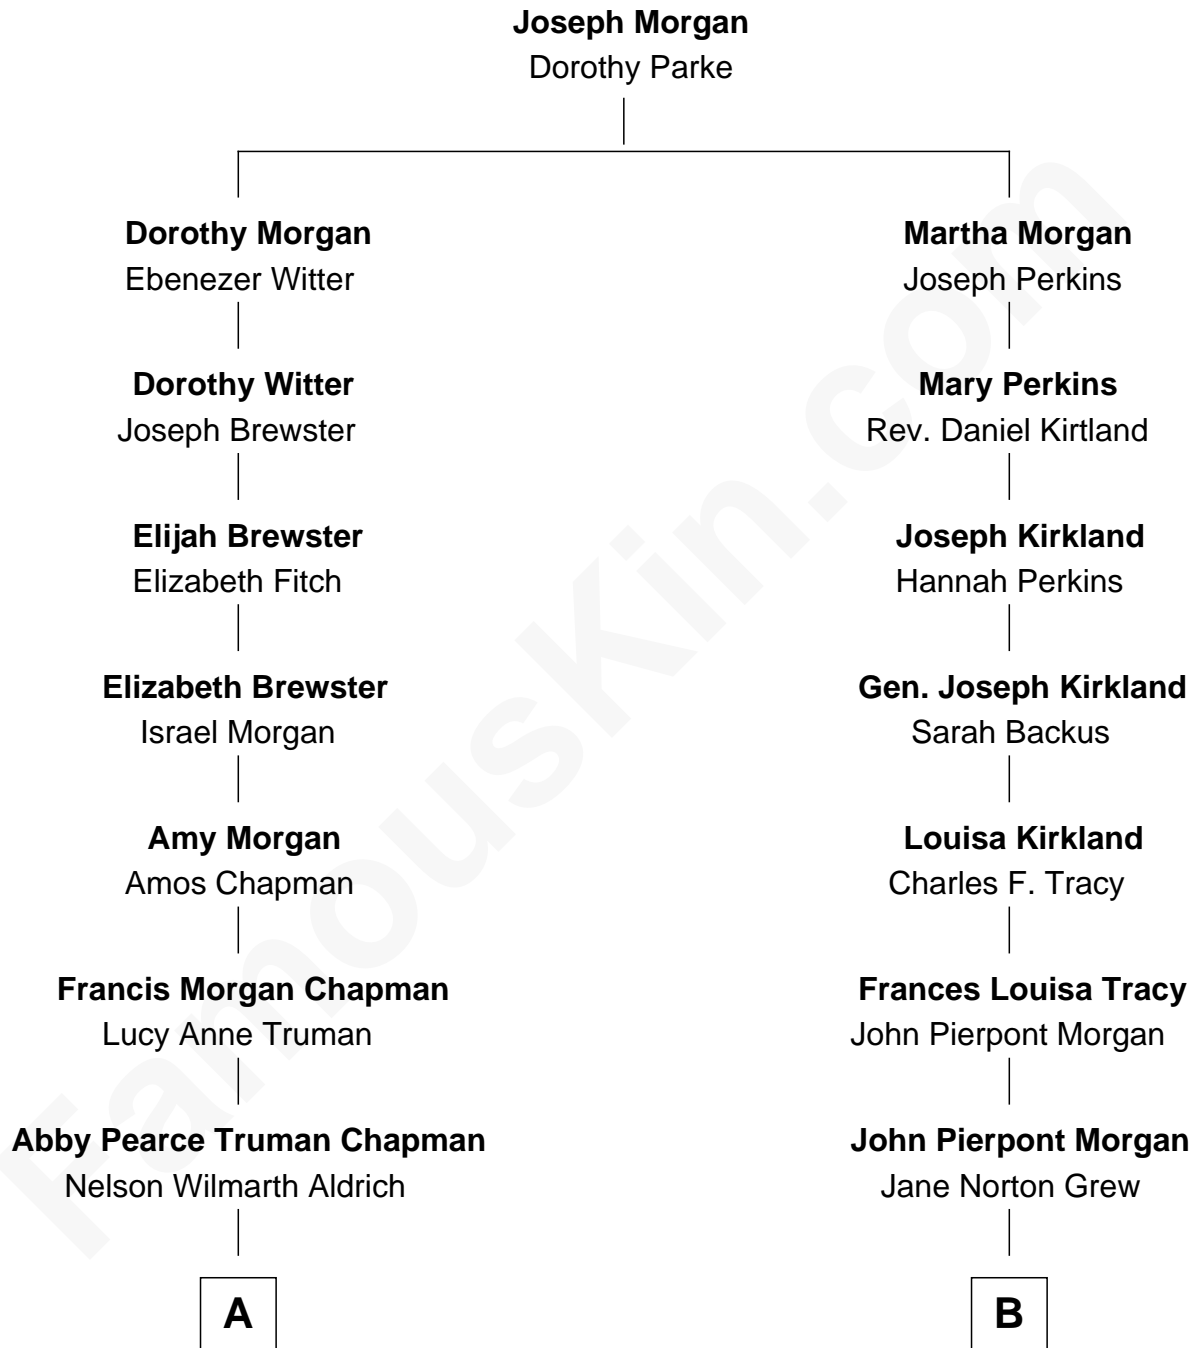 Joseph Morgan
Dorothy Parke
Dorothy Morgan
Ebenezer Witter
Martha Morgan
Joseph Perkins
Dorothy Witter
Joseph Brewster
Mary Perkins
Rev. Daniel Kirtland
Elijah Brewster
Elizabeth Fitch
Joseph Kirkland
Hannah Perkins
Elizabeth Brewster
Israel Morgan
Gen. Joseph Kirkland
Sarah Backus
Amy Morgan
Amos Chapman
Louisa Kirkland
Charles F. Tracy
Francis Morgan Chapman
Lucy Anne Truman
Frances Louisa Tracy
John Pierpont Morgan
Abby Pearce Truman Chapman
Nelson Wilmarth Aldrich
John Pierpont Morgan
Jane Norton Grew
A
B
FamousKin.com